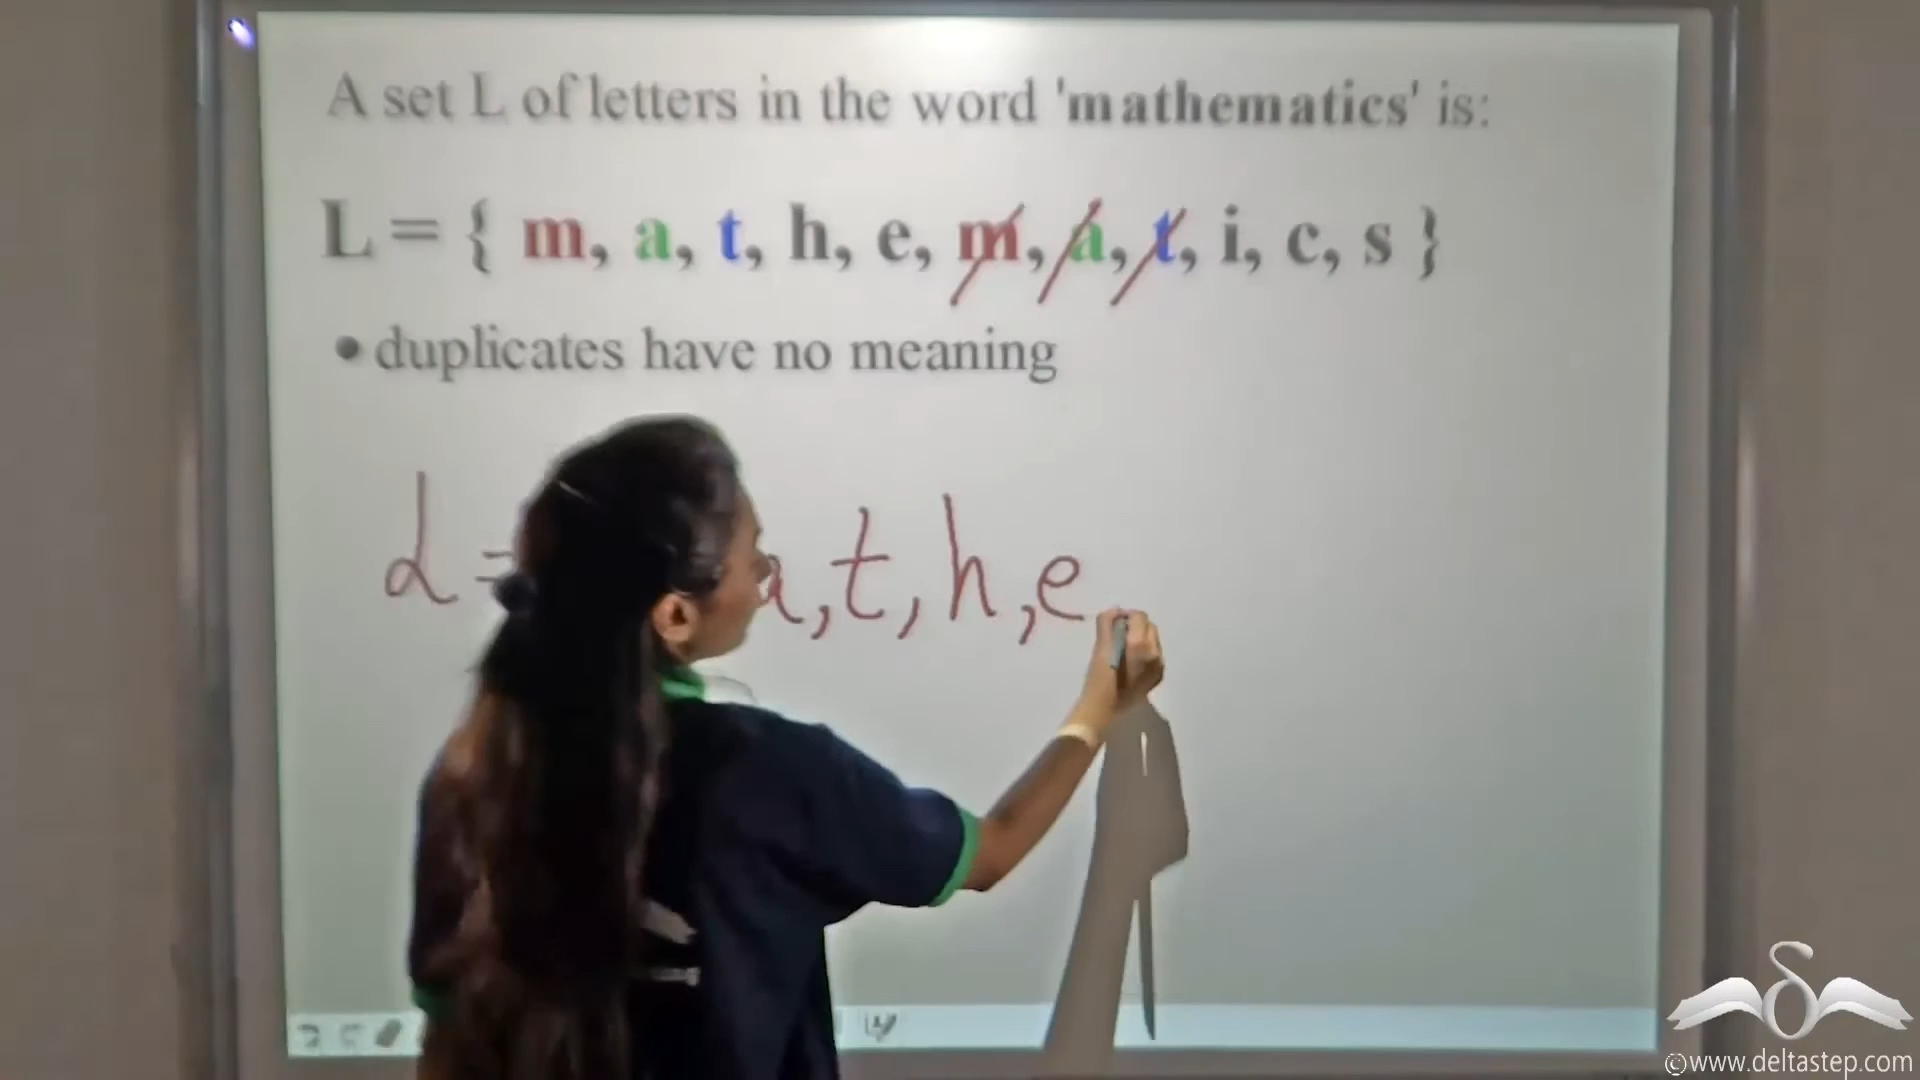 A set L of letters in the word 'mathematics' is:
L = { m, a, t, h, e, m, a, t, i, c, s }
• duplicates have no meaning
L = a, t, h, e,
©www.deltastep.com